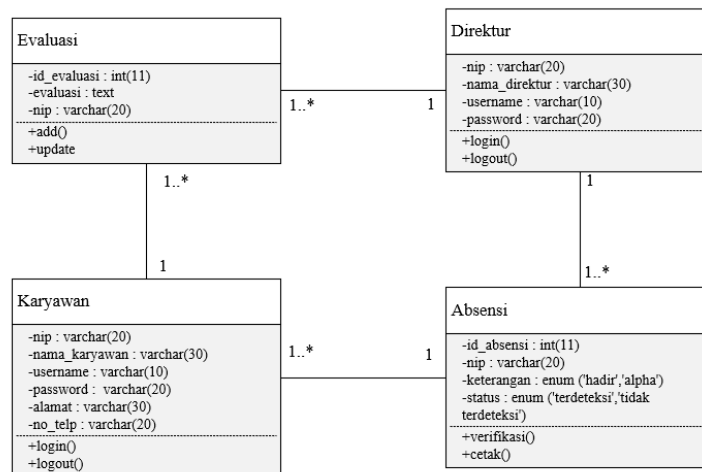 Evaluasi
-id_evaluasi : int(11)
-evaluasi : text
-nip : varchar(20)
+add()
+update
1..*
1
Direktur
-nip : varchar(20)
-nama_direktur : varchar(30)
-username : varchar(10)
-password : varchar(20)
+login()
+logout()
1..*
1
1
1..*
Karyawan
-nip : varchar(20)
-nama_karyawan : varchar(30)
-username : varchar(10)
-password :  varchar(20)
-alamat : varchar(30)
-no_telp : varchar(20)
+login()
+logout()
1..*
1
Absensi
-id_absensi : int(11)
-nip : varchar(20)
-keterangan : enum ('hadir','alpha')
-status : enum ('terdeteksi','tidak
terdeteksi')
+verifikasi()
+cetak()